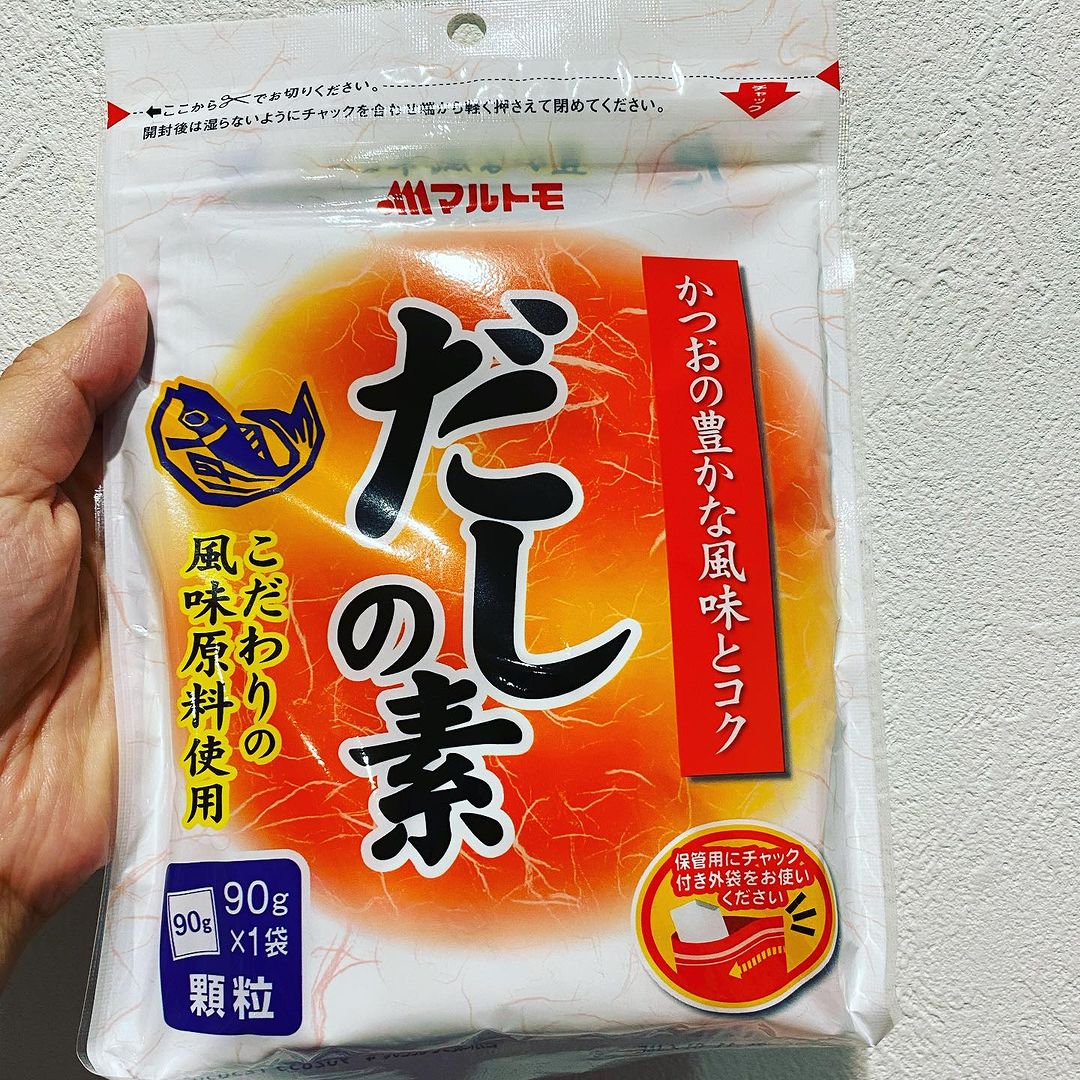 ここからでお切りください。
開封後は湿らないようにチャックを合わせ端から軽く押さえて閉めてください。
チャック
マルトモ
かつおの豊かな風味とコク
だしの素
こだわりの
風味原料使用
90g
90g
×1袋
顆粒
保管用にチャック
付き外袋をお使い
ください